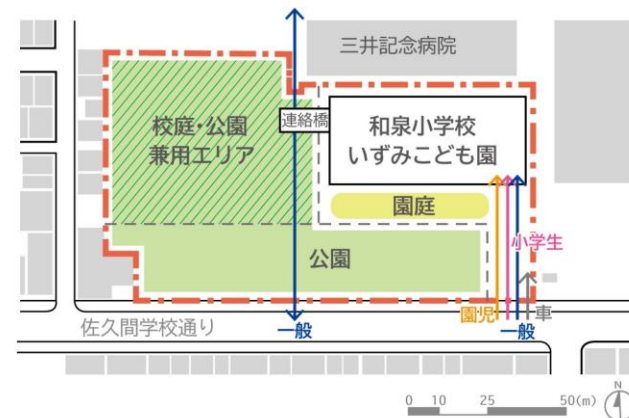 三井記念病院
校庭・公園
兼用エリア
連絡橋
和泉小学校
いずみこども園
園庭
小学生
公園
園児
車
一般
一般
佐久間学校通り
N
0 10 25 50(m)